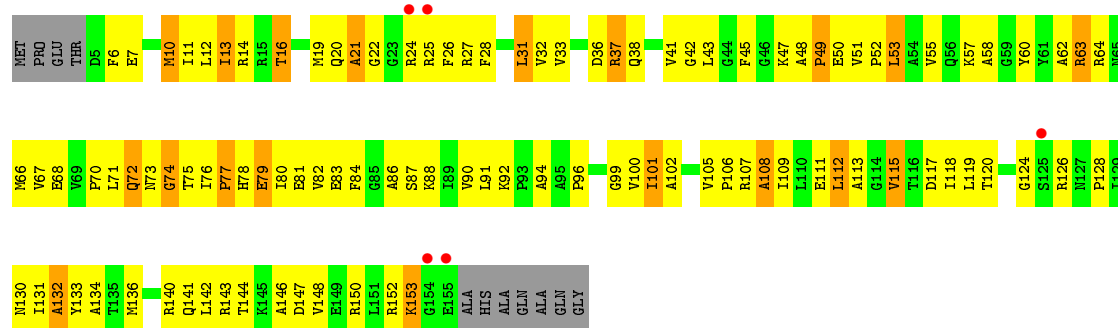 MET PRO GLU THR D5 F6 E7 M10 I11 L12 I13 R14 R15 T16 M19 Q20 A21 G22 G23 R24 R25 F26 R27 F28 L31 V32 V33 D36 R37 Q38 V41 G42 L43 G44 F45 G46 K47 A48 P49 E50 V51 P52 L53 A54 V55 Q56 K57 A58 G59 Y60 Y61 A62 R63 R64 N65
M66 V67 E68 V69 P70 L71 Q72 N73 G74 T75 I76 P77 H78 E79 I80 E81 V82 E83 F84 G85 A86 S87 K88 I89 V90 L91 K92 P93 A94 A95 P96 G99 V100 I101 A102 V105 P106 R107 A108 I109 L110 E111 L112 A113 G114 V115 T116 D117 I118 L119 T120 G124 S125 R126 N127 P128 I129
N130 I131 A132 Y133 A134 T135 M136 R140 Q141 L142 R143 T144 K145 A146 D147 V148 E149 R150 L151 R152 K153 G154 E155 ALA HIS ALA GLN ALA GLN GLY